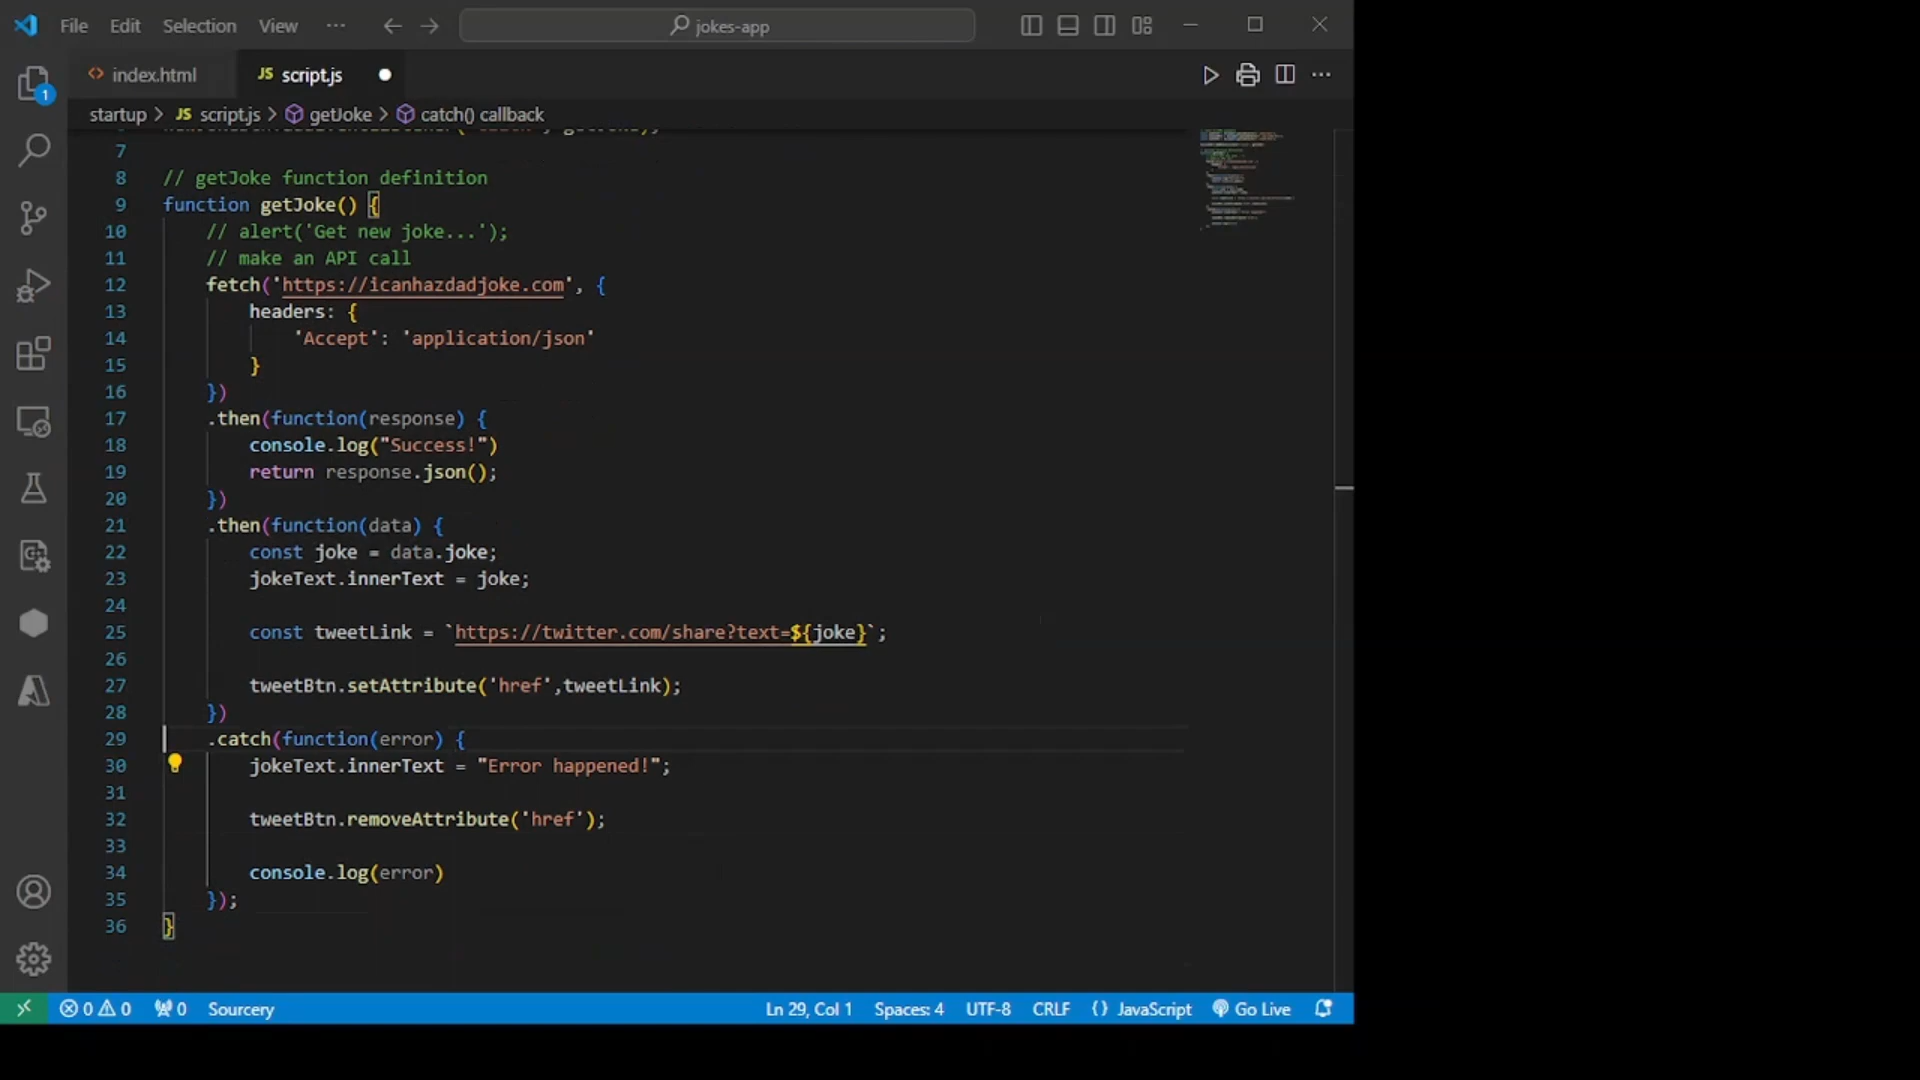 File Edit Selection View ··· jokes-app
index.html JS script.js
1
startup > JS script.js > getJoke > catch() callback
7
8 // getJoke function definition
9 function getJoke() {
10 // alert('Get new joke...');
11 // make an API call
12 fetch('https://icanhazdadjoke.com', {
13 headers: {
14 'Accept': 'application/json'
15 }
16 })
17 .then(function(response) {
18 console.log("Success!")
19 return response.json();
20 })
21 .then(function(data) {
22 const joke = data.joke;
23 jokeText.innerText = joke;
24
25 const tweetLink = `https://twitter.com/share?text=${joke}`;
26
27 tweetBtn.setAttribute('href',tweetLink);
28 })
29 .catch(function(error) {
30 jokeText.innerText = "Error happened!";
31
32 tweetBtn.removeAttribute('href');
33
34 console.log(error)
35 });
36 }
0 0 0 Sourcery Ln 29, Col 1 Spaces: 4 UTF-8 CRLF {} JavaScript Go Live